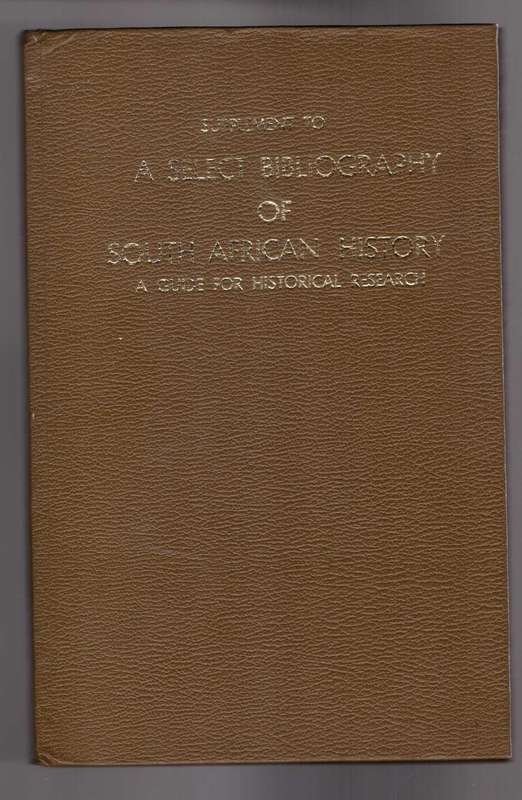 SUPPLEMENT TO
A SELECT BIBLIOGRAPHY
OF
SOUTH AFRICAN HISTORY
A GUIDE FOR HISTORICAL RESEARCH